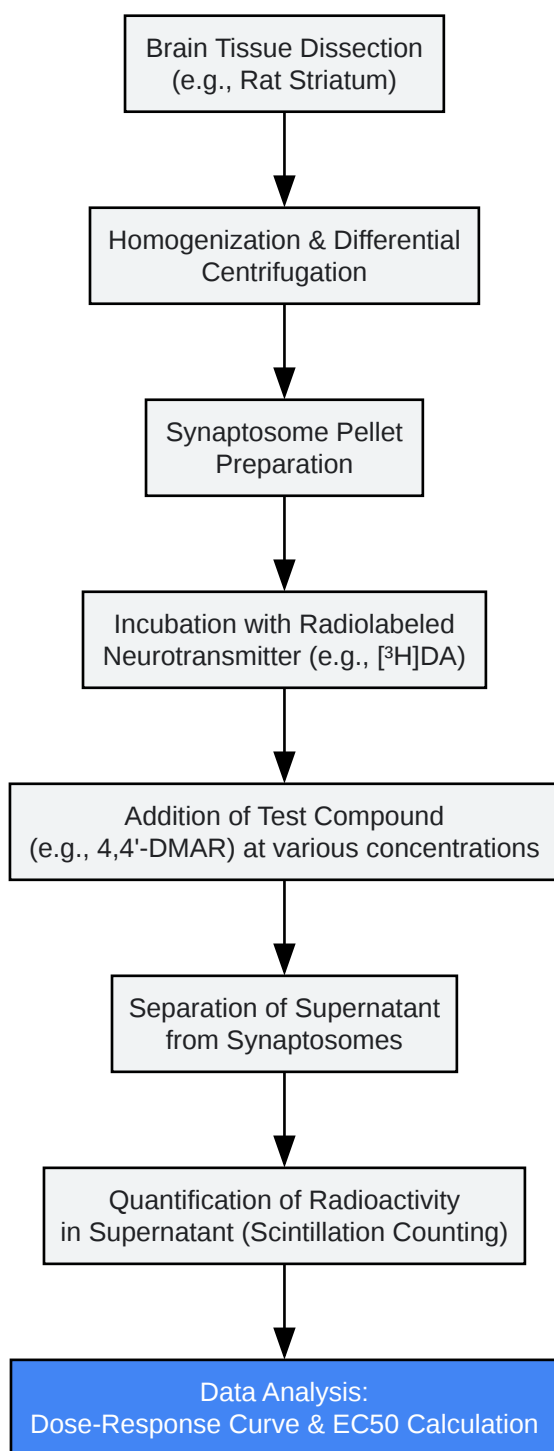 Brain Tissue Dissection
(e.g., Rat Striatum)
Homogenization & Differential
Centrifugation
Synaptosome Pellet
Preparation
Incubation with Radiolabeled
Neurotransmitter (e.g., [³H]DA)
Addition of Test Compound
(e.g., 4,4'-DMAR) at various concentrations
Separation of Supernatant
from Synaptosomes
Quantification of Radioactivity
in Supernatant (Scintillation Counting)
Data Analysis:
Dose-Response Curve & EC50 Calculation